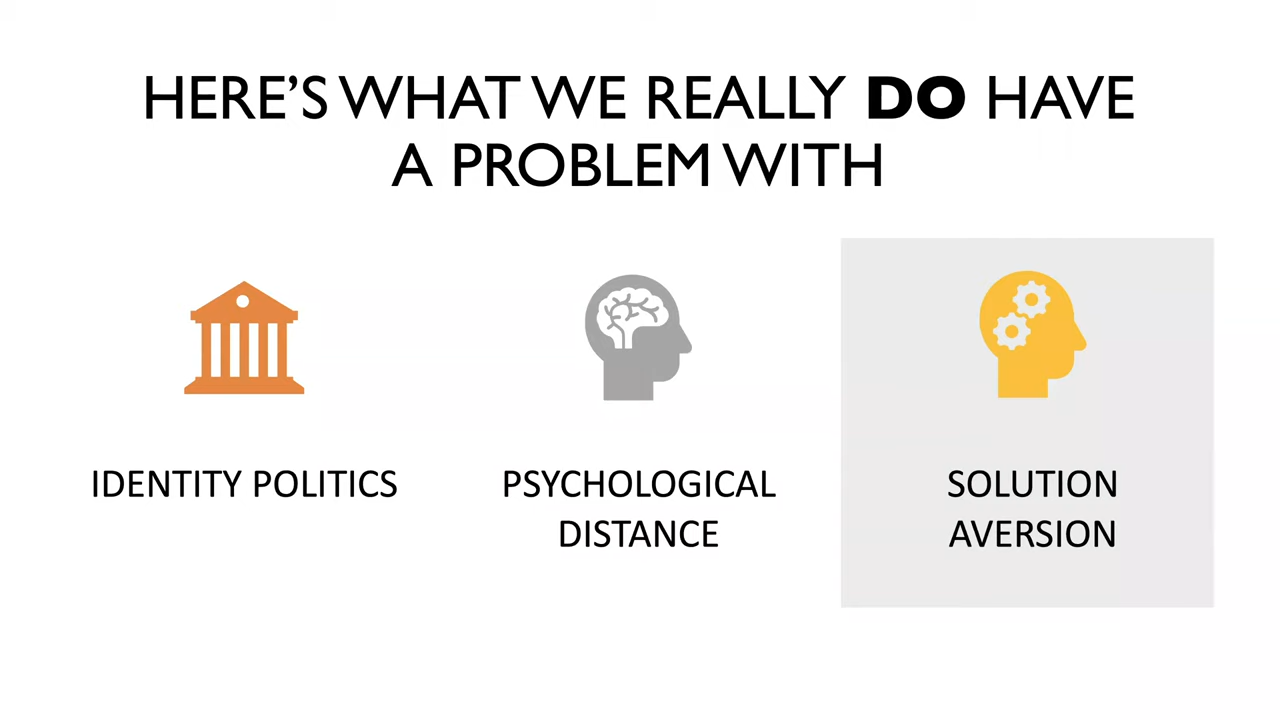 HERE'S WHAT WE REALLY DO HAVE
A PROBLEM WITH
IDENTITY POLITICS
PSYCHOLOGICAL
DISTANCE
SOLUTION
AVERSION